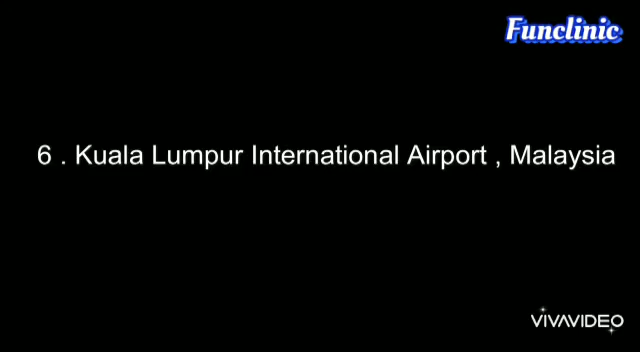 Funclinic
6 . Kuala Lumpur International Airport , Malaysia
VIVAVIDEO